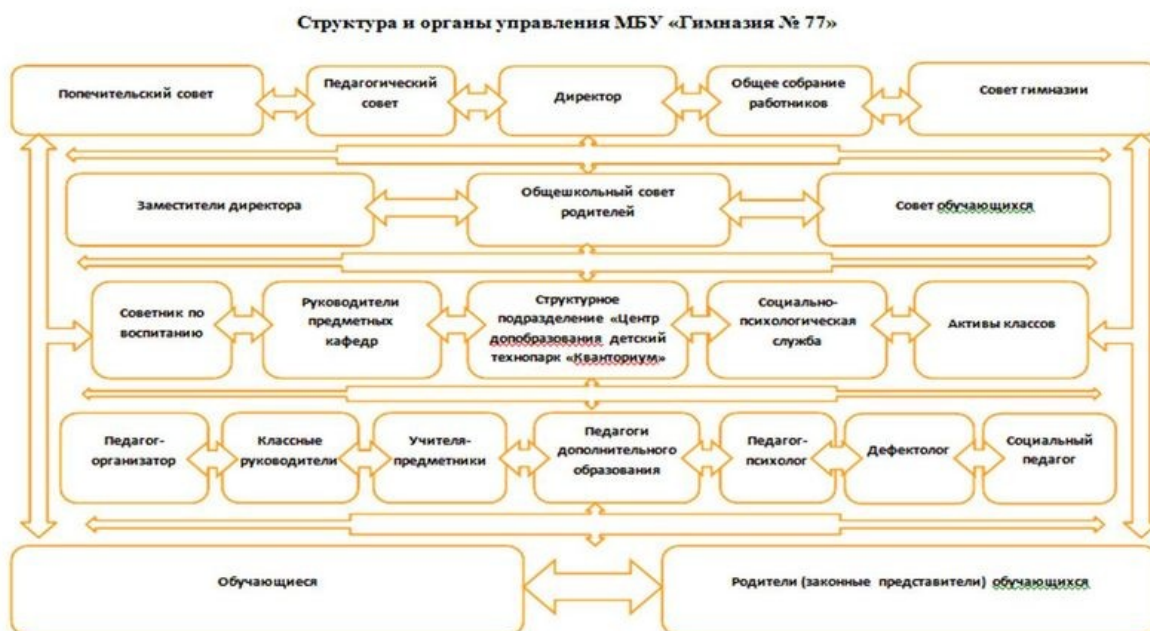 Структура и органы управления МБУ «Гимназия № 77»
Попечительский совет
Педагогический
совет
Директор
Общее собрание
работников
Совет гимназии
Заместители директора
Общешкольный совет
родителей
Совет обучающихся
Советник по
воспитанию
Руководители
предметных
кафедр
Структурное
подразделение «Центр
допобразования детский
технопарк «Кванториум»
Социально-
психологическая
служба
Активы классов
Педагог-
организатор
Классные
руководители
Учителя-
предметники
Педагоги
дополнительного
образования
Педагог-
психолог
Дефектолог
Социальный
педагог
Обучающиеся
Родители (законные представители) обучающихся